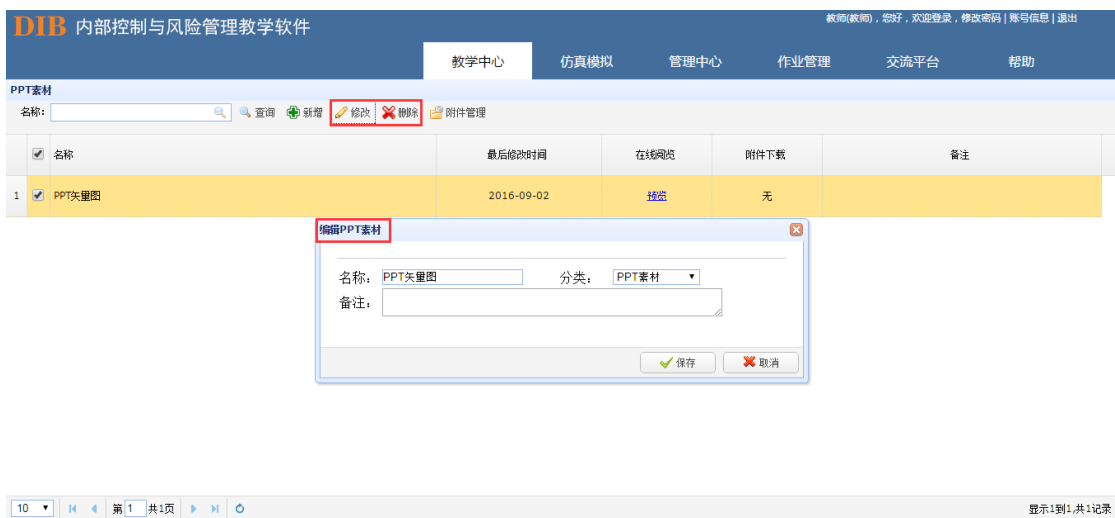 DIB 内部控制与风险管理教学软件
教师(教师)，您好，欢迎登录，修改密码 | 账号信息 | 退出
教学中心 仿真模拟 管理中心 作业管理 交流平台 帮助
PPT素材
名称： 查询 新增 修改 删除 附件管理
名称 最后修改时间 在线阅览 附件下载 备注
1 PPT矢量图 2016-09-02 预览 无
编辑PPT素材
名称： PPT矢量图 分类： PPT素材
备注：
保存 取消
10 第 1 共1页 显示1到1,共1记录